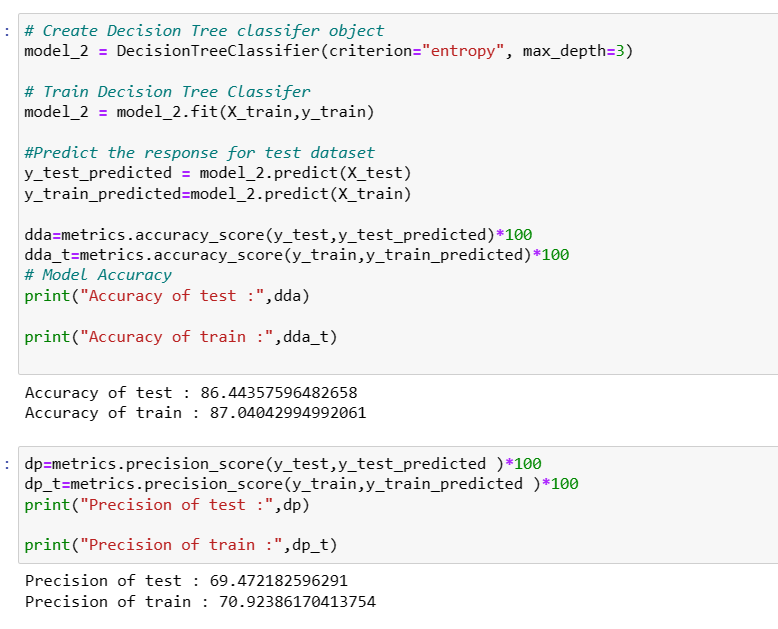 : # Create Decision Tree classifer object
model_2 = DecisionTreeClassifier(criterion="entropy", max_depth=3)
# Train Decision Tree Classifer
model_2 = model_2.fit(X_train,y_train)
#Predict the response for test dataset
y_test_predicted = model_2.predict(X_test)
y_train_predicted=model_2.predict(X_train)
dda=metrics.accuracy_score(y_test,y_test_predicted)*100
dda_t=metrics.accuracy_score(y_train,y_train_predicted)*100
# Model Accuracy
print("Accuracy of test :",dda)
print("Accuracy of train :",dda_t)
Accuracy of test : 86.44357596482658
Accuracy of train : 87.04042994992061
: dp=metrics.precision_score(y_test,y_test_predicted )*100
dp_t=metrics.precision_score(y_train,y_train_predicted )*100
print("Precision of test :",dp)
print("Precision of train :",dp_t)
Precision of test : 69.472182596291
Precision of train : 70.92386170413754